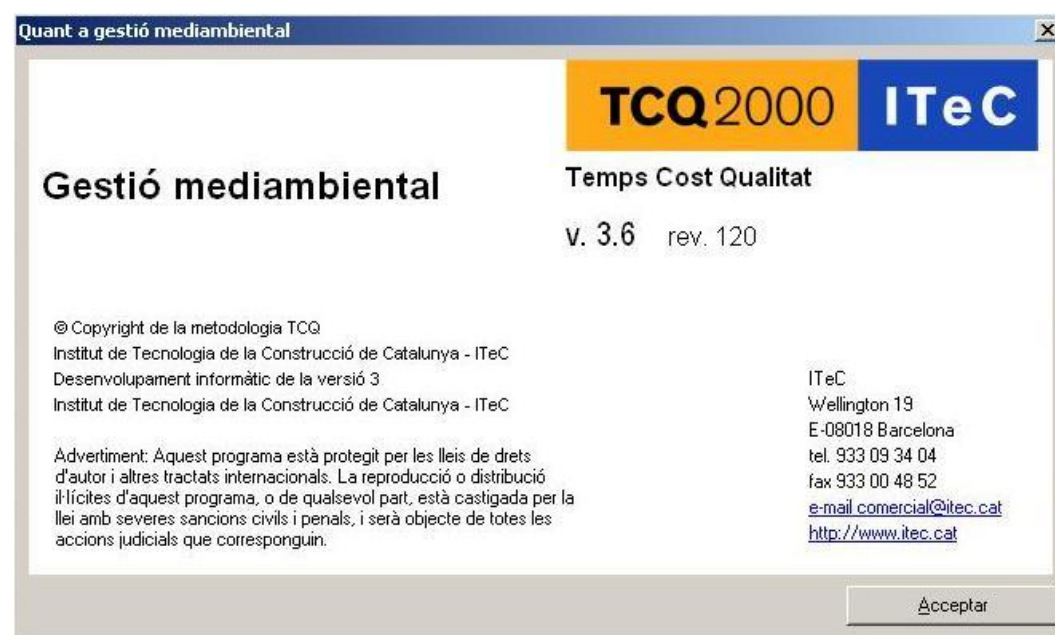 Quant a gestió mediambiental
TCQ2000 ITeC
Gestió mediambiental
Temps Cost Qualitat
v. 3.6 rev. 120
© Copyright de la metodologia TCQ
Institut de Tecnologia de la Construcció de Catalunya - ITeC
Desenvolupament informàtic de la versió 3
Institut de Tecnologia de la Construcció de Catalunya - ITeC
Advertiment: Aquest programa està protegit per les lleis de drets
d'autor i altres tractats internacionals. La reproducció o distribució
il·lícites d'aquest programa, o de qualsevol part, està castigada per la
llei amb severes sancions civils i penals, i serà objecte de totes les
accions judicials que corresponguin.
ITeC
Wellington 19
E-08018 Barcelona
tel. 933 09 34 04
fax 933 00 48 52
e-mail comercial@itec.cat
http://www.itec.cat
Acceptar